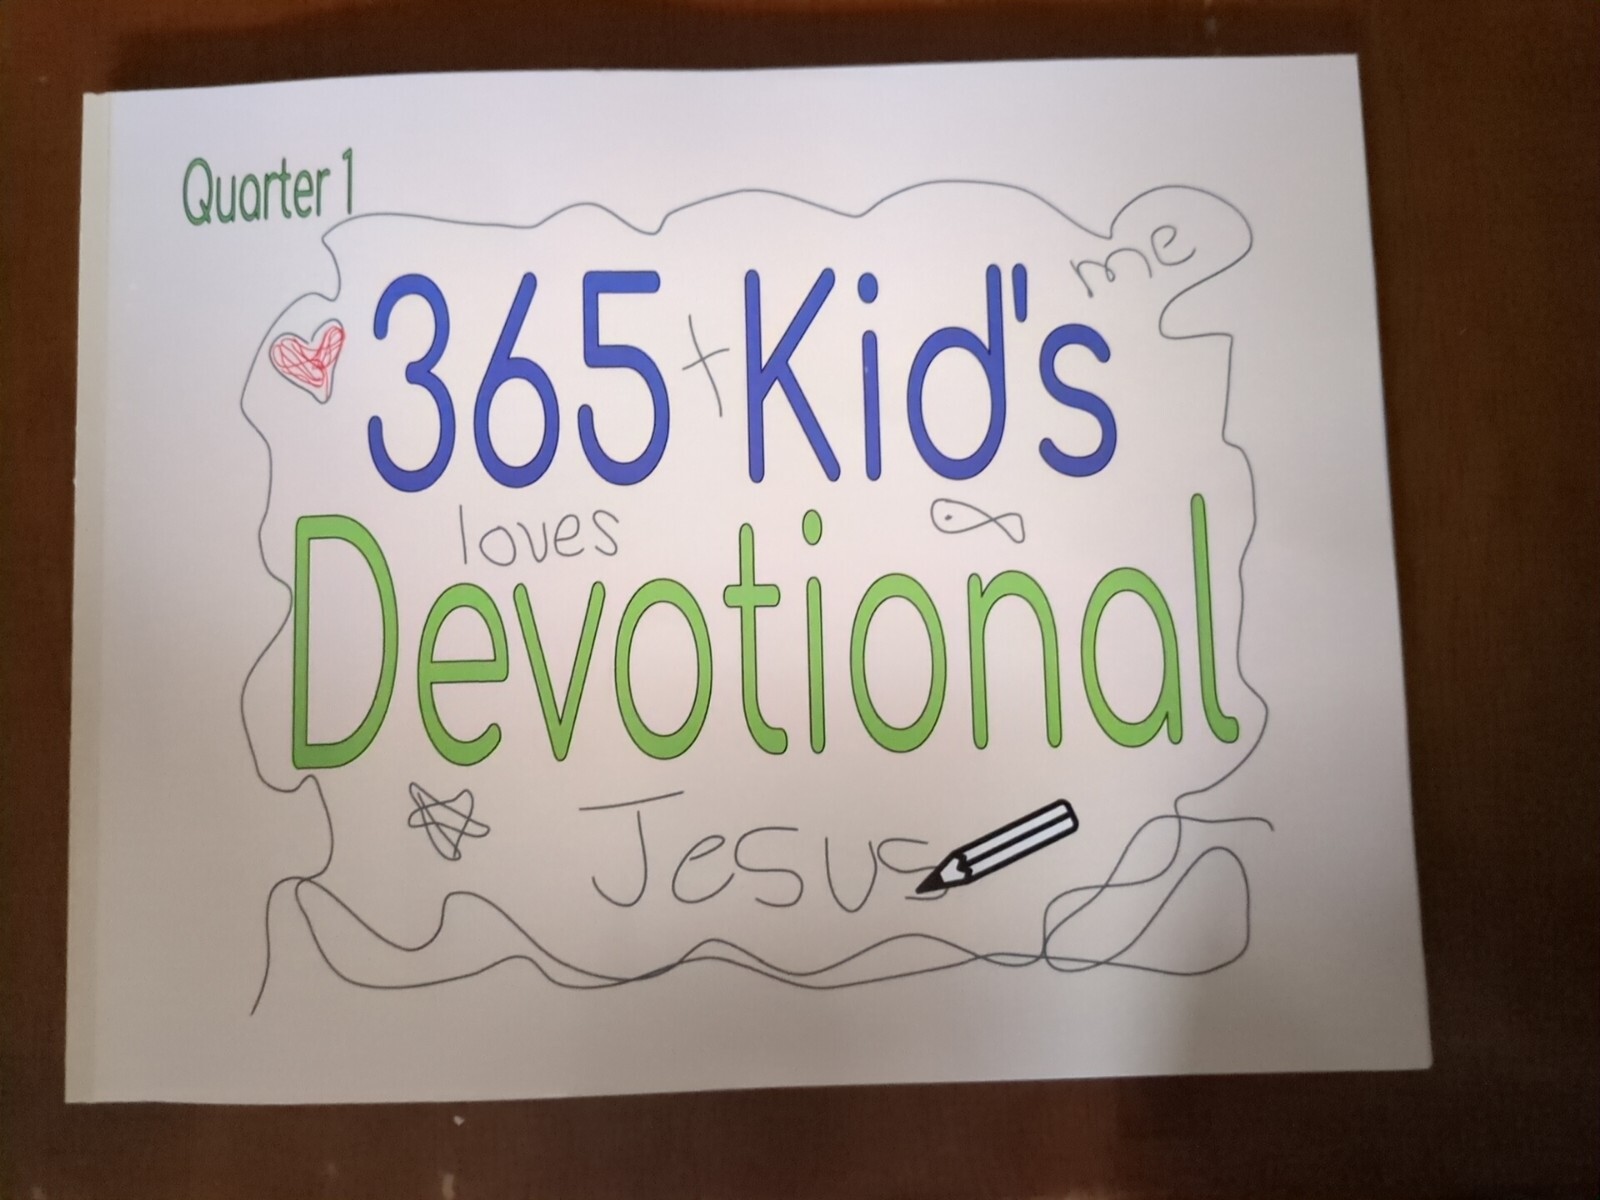 Quarter 1
me
365 Kid's
loves
Devotional
Jesus